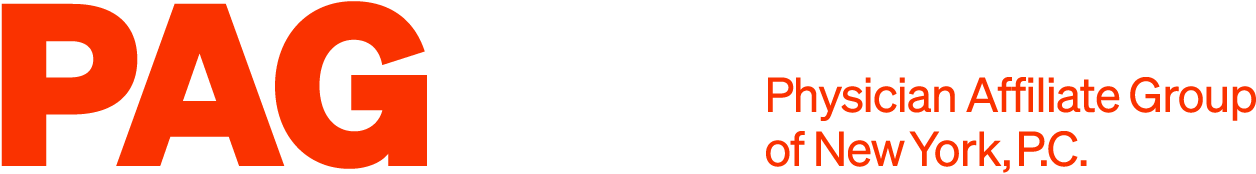 PAG
Physician Affiliate Group
of New York, P.C.